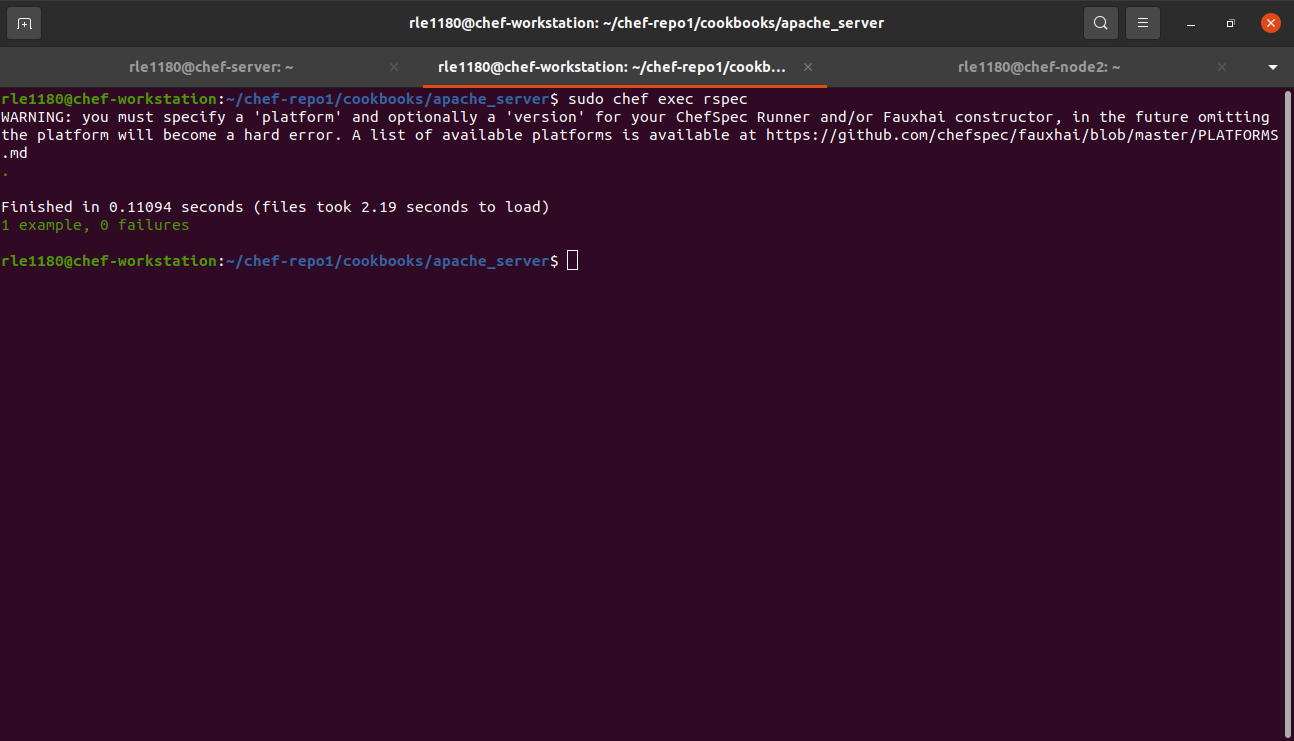 rle1180@chef-workstation: ~/chef-repo1/cookbooks/apache_server
rle1180@chef-server: ~
rle1180@chef-workstation: ~/chef-repo1/cookb...
rle1180@chef-node2: ~
rle1180@chef-workstation:~/chef-repo1/cookbooks/apache_server$ sudo chef exec rspec
WARNING: you must specify a 'platform' and optionally a 'version' for your ChefSpec Runner and/or Fauxhai constructor, in the future omitting
the platform will become a hard error. A list of available platforms is available at https://github.com/chefspec/fauxhai/blob/master/PLATFORMS
.md
.
Finished in 0.11094 seconds (files took 2.19 seconds to load)
1 example, 0 failures
rle1180@chef-workstation:~/chef-repo1/cookbooks/apache_server$